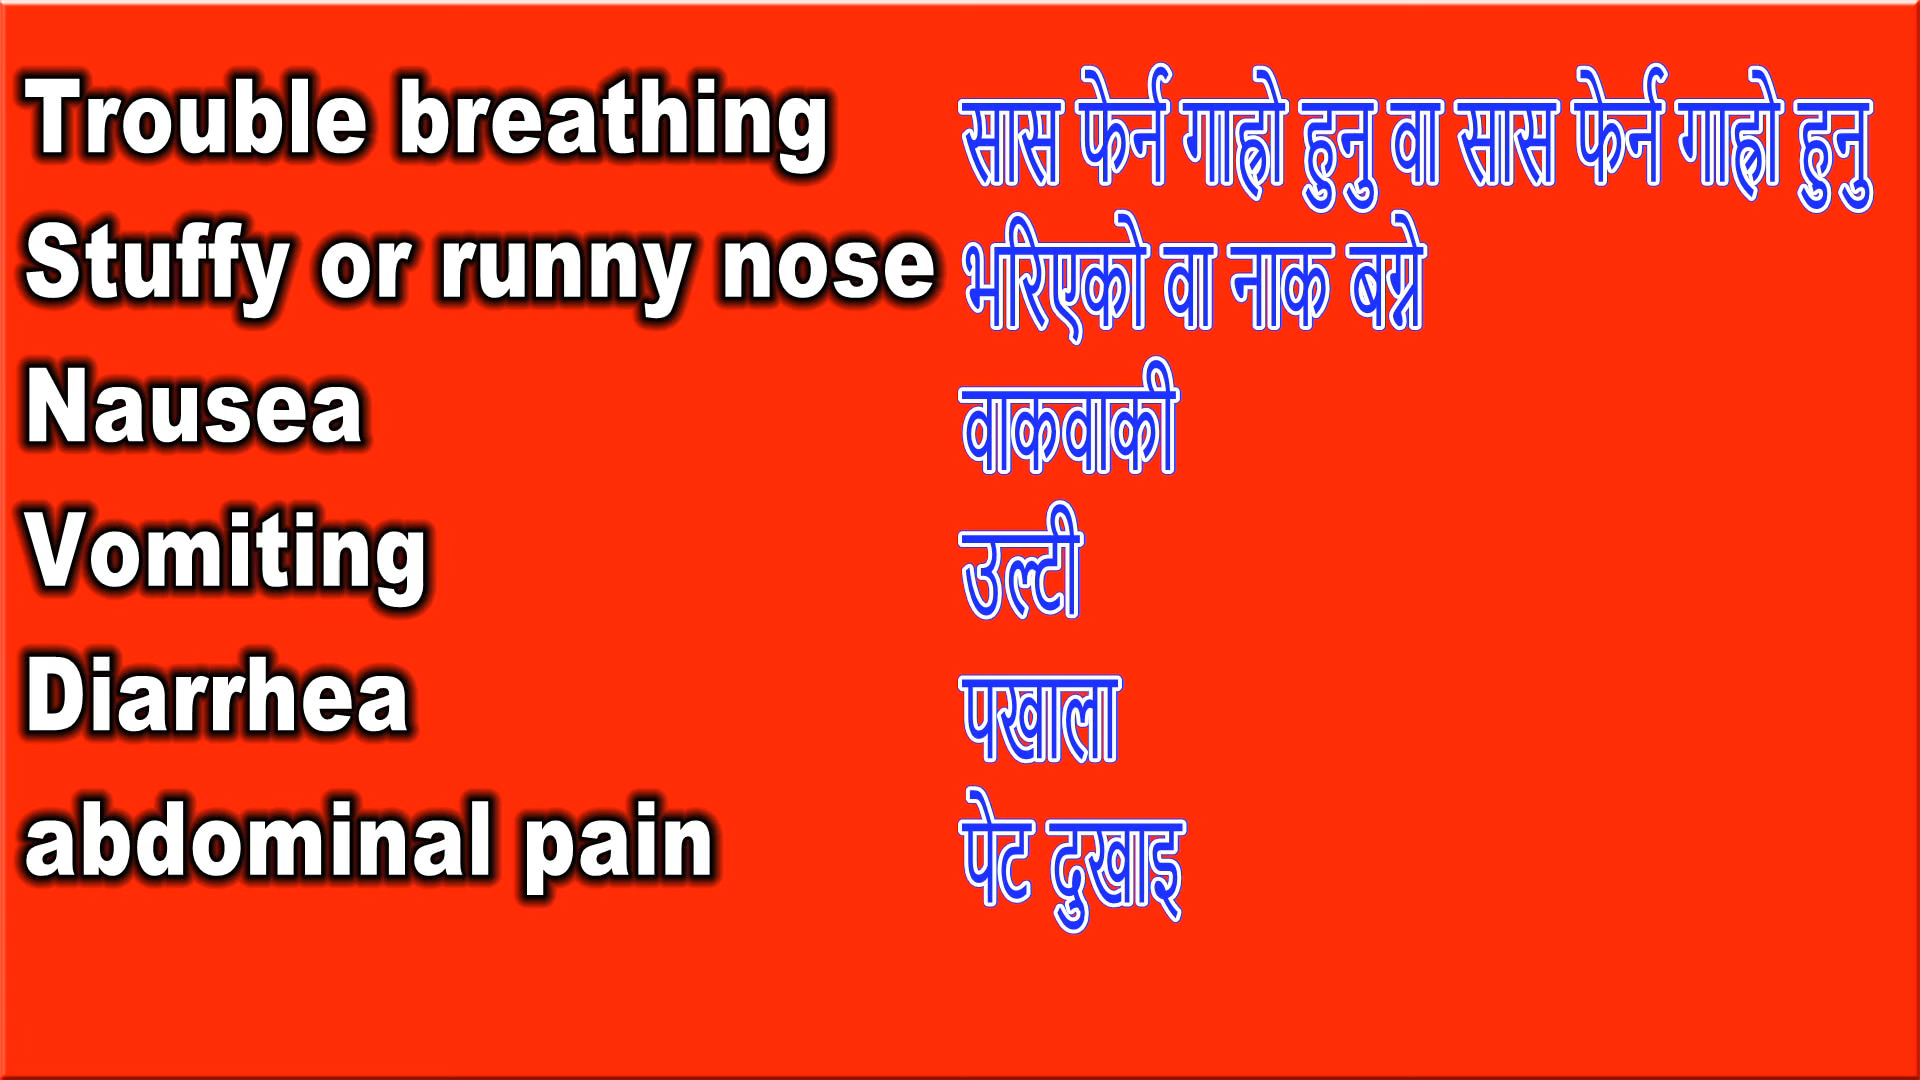 Trouble breathing सास फेर्न गाह्रो हुनु वा सास फेर्न गाह्रो हुनु
Stuffy or runny nose भरिएको वा नाक बग्ने
Nausea वाकवाकी
Vomiting उल्टी
Diarrhea पखाला
abdominal pain पेट दुखाइ